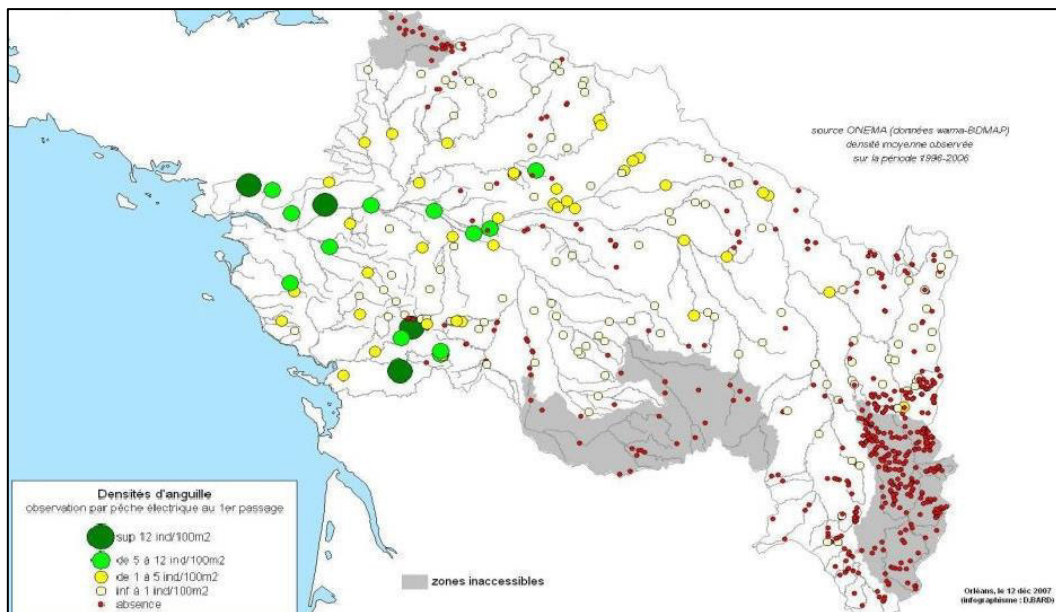 source ONEMA (données wama-BDMAP)
densité moyenne observée
sur la période 1996-2006
Densités d'anguille
observation par pêche électrique au 1er passage
sup 12 ind/100m2
de 5 à 12 ind/100m2
de 1 à 5 ind/100m2
inf à 1 ind/100m2
absence
zones inaccessibles
Orléans, le 12 déc 2007
(infographisme : D.BARD)